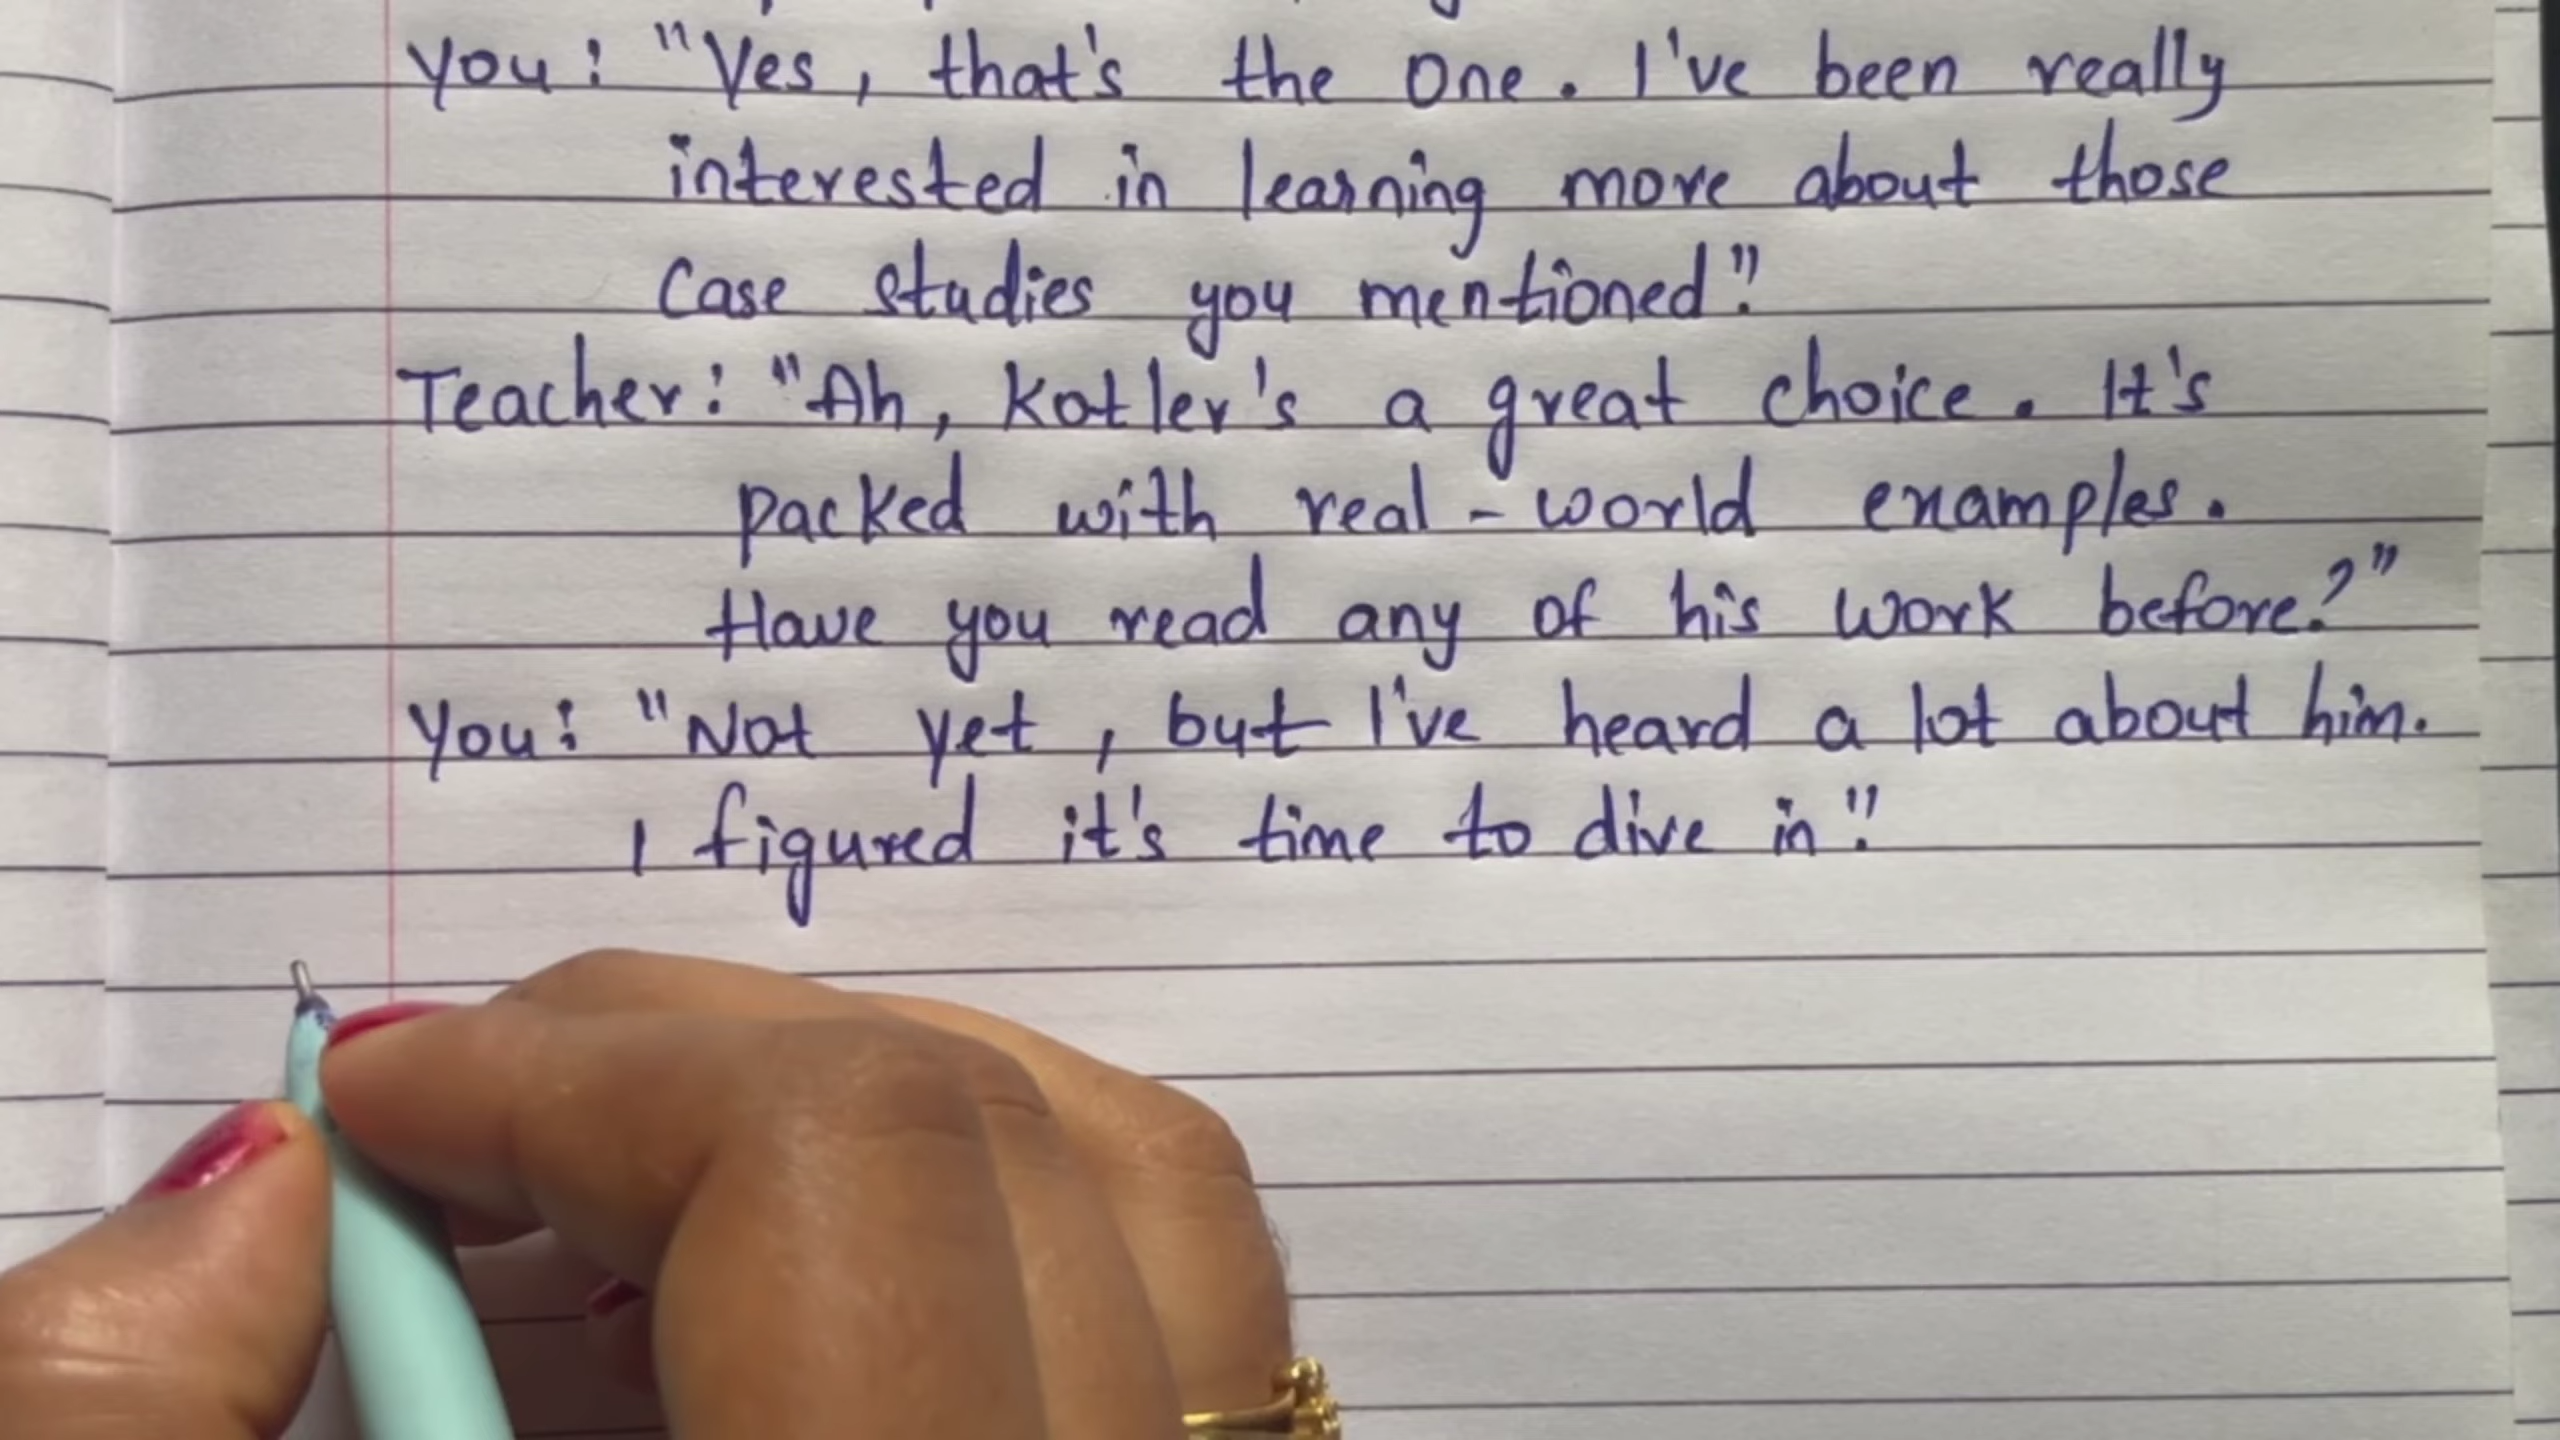 You: "Yes, that's the one. I've been really
interested in learning more about those
case studies you mentioned."
Teacher: "Ah, Kotler's a great choice. It's
packed with real-world examples.
Have you read any of his work before?"
You: "Not yet, but I've heard a lot about him.
I figured it's time to dive in."